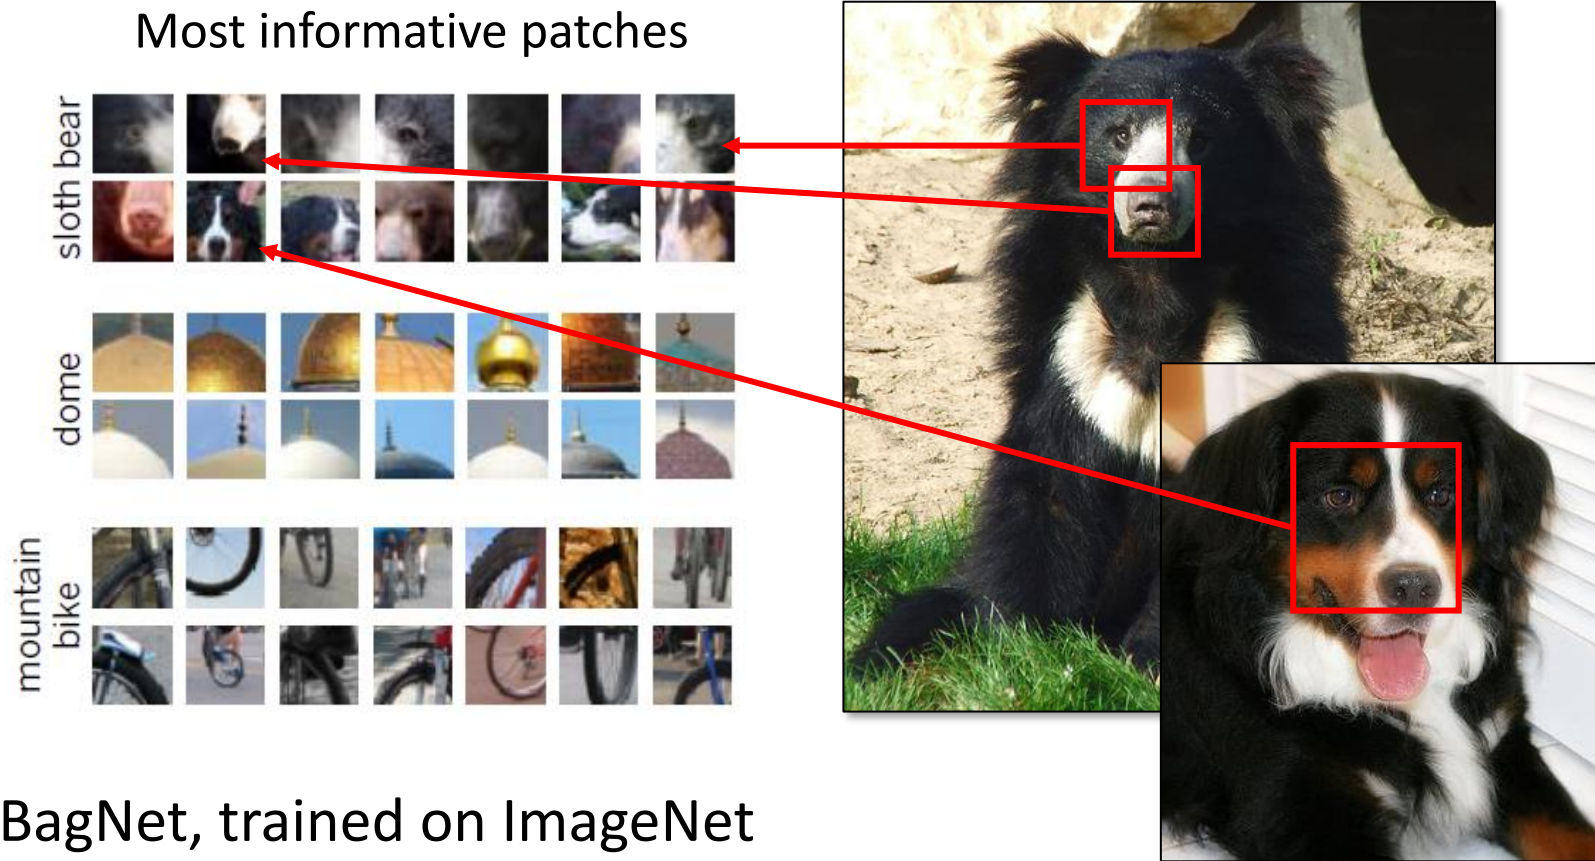 Most informative patches
sloth bear
dome
mountain
bike
BagNet, trained on ImageNet